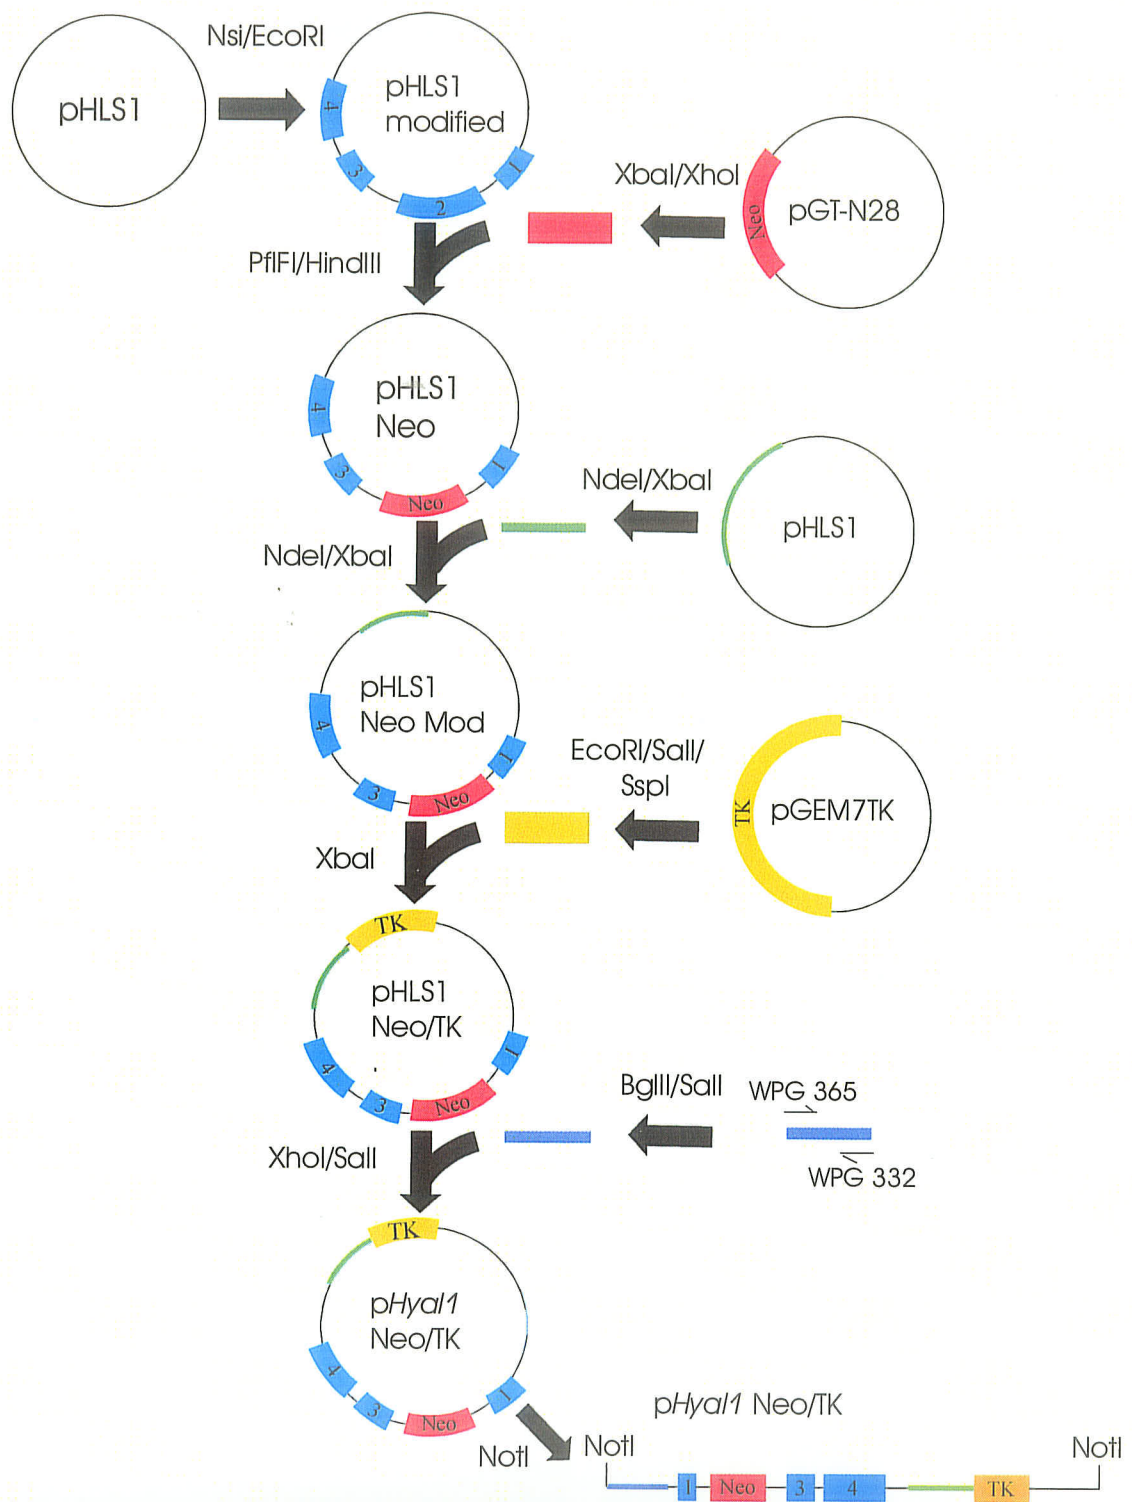 Nsi/EcoRI
pHLS1
pHLS1
modified
4
3
2
1
XbaI/XhoI
Neo
pGT-N28
PflFI/HindIII
pHLS1
Neo
4
3
Neo
1
NdeI/XbaI
pHLS1
NdeI/XbaI
pHLS1
Neo Mod
4
3
Neo
1
EcoRI/SalI/
SspI
TK
pGEM7TK
XbaI
TK
pHLS1
Neo/TK
4
3
Neo
1
BglII/SalI
WPG 365
WPG 332
XhoI/SalI
TK
pHyal1
Neo/TK
4
3
Neo
1
NotI
pHyal1 Neo/TK
NotI
NotI
1
Neo
3
4
TK